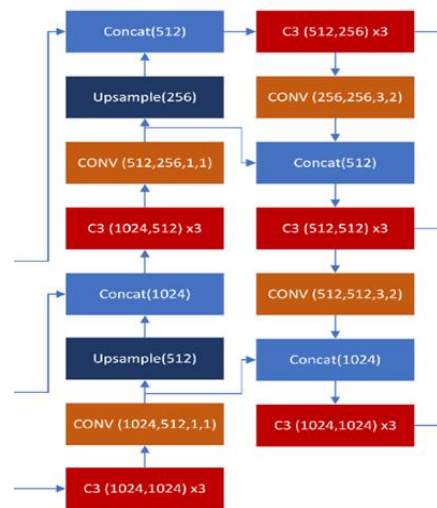 Concat(512)
C3 (512,256) x3
Upsample(256)
CONV (256,256,3,2)
CONV (512,256,1,1)
Concat(512)
C3 (1024,512) x3
C3 (512,512) x3
Concat(1024)
CONV (512,512,3,2)
Upsample(512)
Concat(1024)
CONV (1024,512,1,1)
C3 (1024,1024) x3
C3 (1024,1024) x3